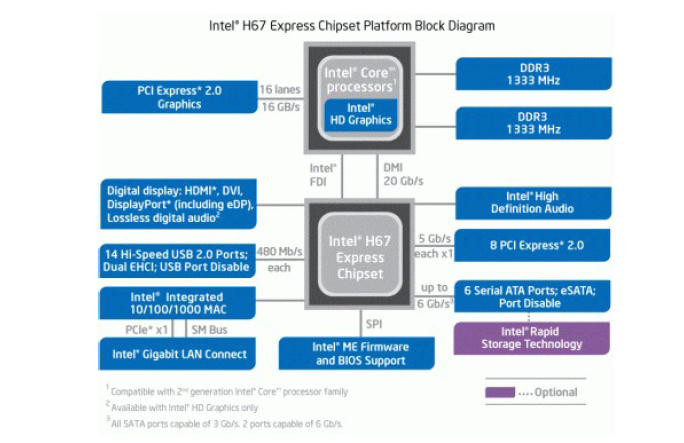 Intel® H67 Express Chipset Platform Block Diagram
Intel® Core™
processors¹
Intel®
HD Graphics
PCI Express* 2.0
Graphics
16 lanes
16 GB/s
DDR3
1333 MHz
DDR3
1333 MHz
Intel®
FDI
DMI
20 Gb/s
Digital display: HDMI*, DVI,
DisplayPort* (including eDP),
Lossless digital audio²
Intel® High
Definition Audio
Intel® H67
Express
Chipset
14 Hi-Speed USB 2.0 Ports;
Dual EHCI; USB Port Disable
480 Mb/s
each
5 Gb/s
each x1
8 PCI Express* 2.0
Intel® Integrated
10/100/1000 MAC
up to
6 Gb/s³
6 Serial ATA Ports; eSATA;
Port Disable
PCIe* x1
SM Bus
SPI
Intel® Rapid
Storage Technology
Intel® Gigabit LAN Connect
Intel® ME Firmware
and BIOS Support
¹ Compatible with 2nd generation Intel® Core™ processor family
² Available with Intel® HD Graphics only
³ All SATA ports capable of 3 Gb/s. 2 ports capable of 6 Gb/s.
.... Optional